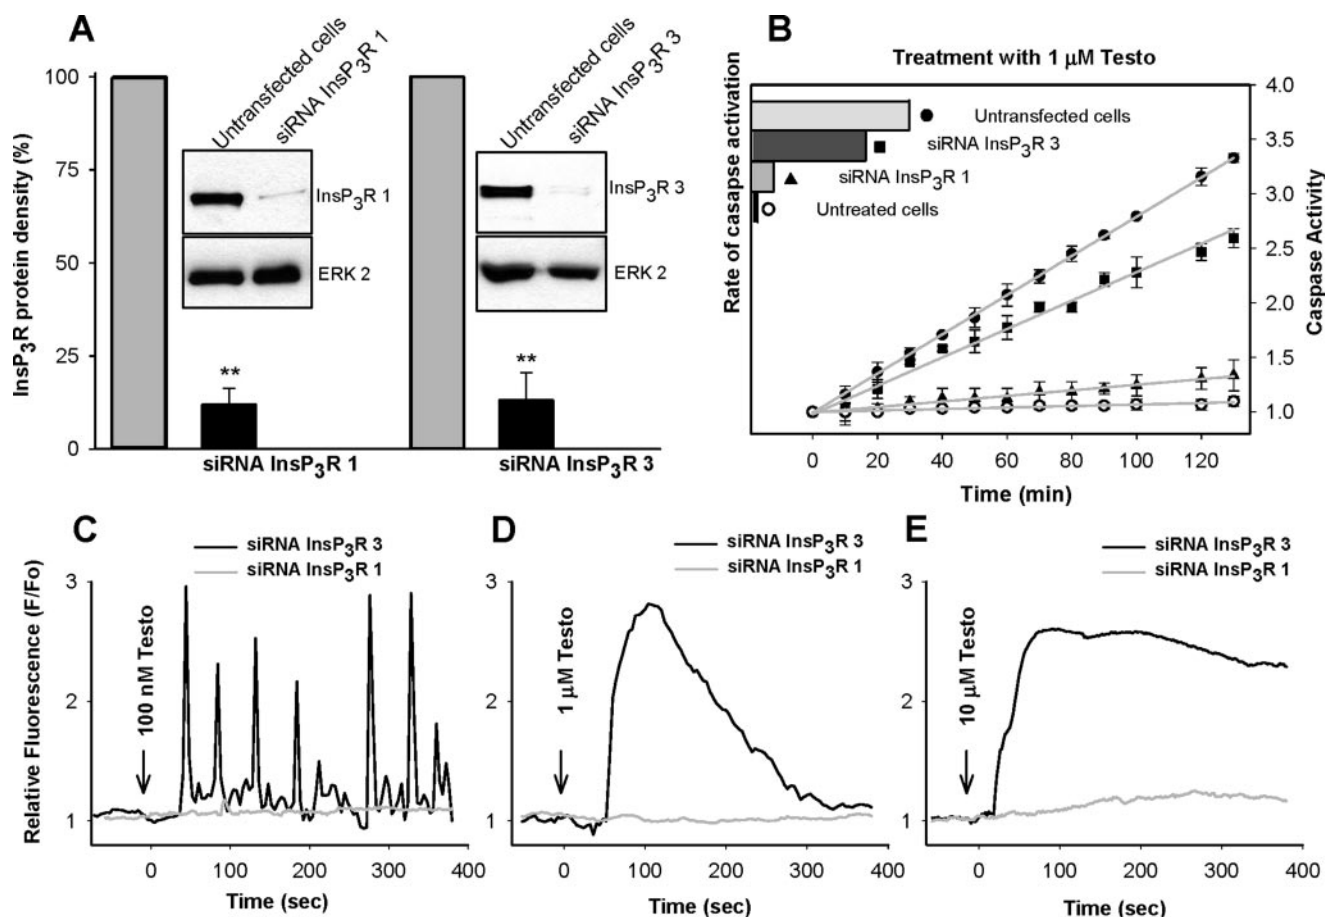 A
InsP3R protein density (%)
100
75
50
25
0
Untransfected cells
siRNA InsP3R 1
InsP3R 1
ERK 2
**
siRNA InsP3R 1
Untransfected cells
siRNA InsP3R 3
InsP3R 3
ERK 2
**
siRNA InsP3R 3
B
Treatment with 1 μM Testo
Rate of casapse activation
Untransfected cells
siRNA InsP3R 3
siRNA InsP3R 1
Untreated cells
4.0
3.5
3.0
2.5
2.0
1.5
1.0
Caspase Activity
0 20 40 60 80 100 120
Time (min)
C
siRNA InsP3R 3
siRNA InsP3R 1
Relative Fluorescence (F/Fo)
3
2
1
100 nM Testo
0 100 200 300 400
Time (sec)
D
siRNA InsP3R 3
siRNA InsP3R 1
3
2
1
1 μM Testo
0 100 200 300 400
Time (sec)
E
siRNA InsP3R 3
siRNA InsP3R 1
3
2
1
10 μM Testo
0 100 200 300 400
Time (sec)